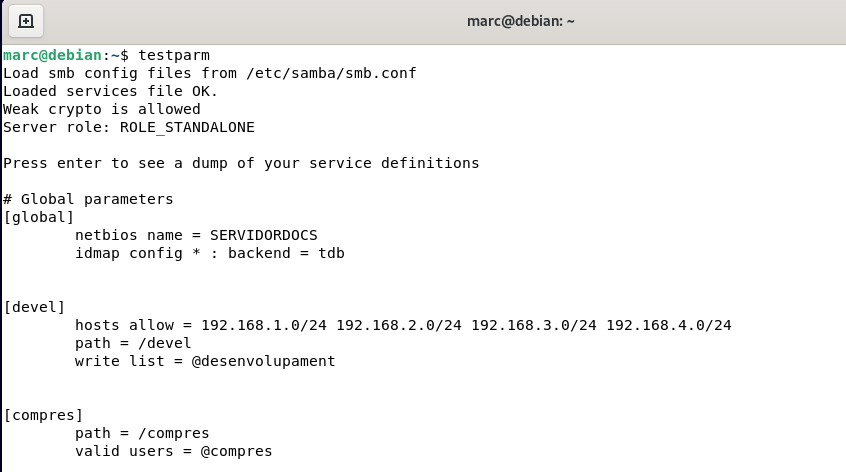 marc@debian: ~
marc@debian:~$ testparm
Load smb config files from /etc/samba/smb.conf
Loaded services file OK.
Weak crypto is allowed
Server role: ROLE_STANDALONE
Press enter to see a dump of your service definitions
# Global parameters
[global]
netbios name = SERVIDORDOCS
idmap config * : backend = tdb
[devel]
hosts allow = 192.168.1.0/24 192.168.2.0/24 192.168.3.0/24 192.168.4.0/24
path = /devel
write list = @desenvolupament
[compres]
path = /compres
valid users = @compres